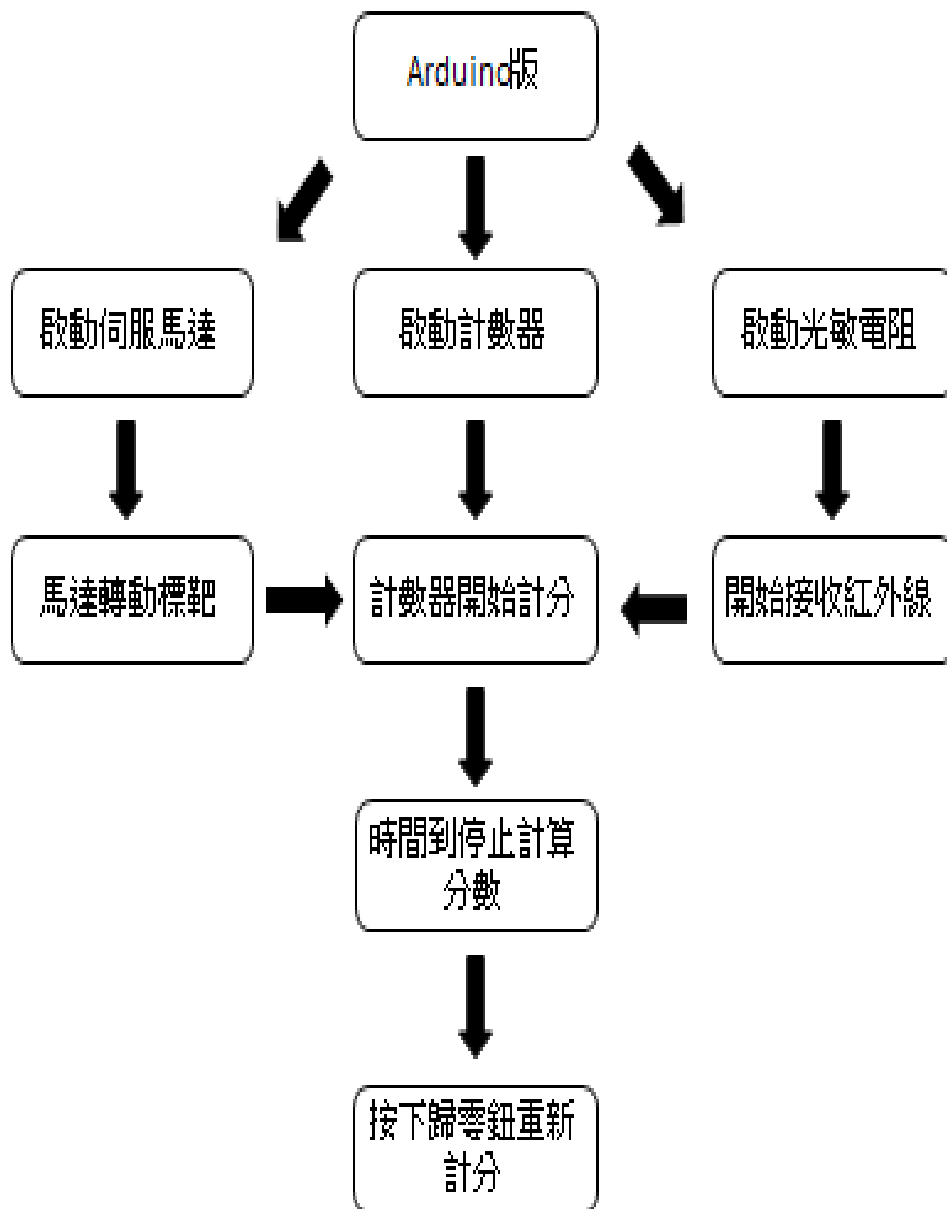 Arduino版
啟動伺服馬達
啟動計數器
啟動光敏電阻
馬達轉動標靶
計數器開始計分
開始接收紅外線
時間到停止計算
分數
按下歸零鈕重新
計分